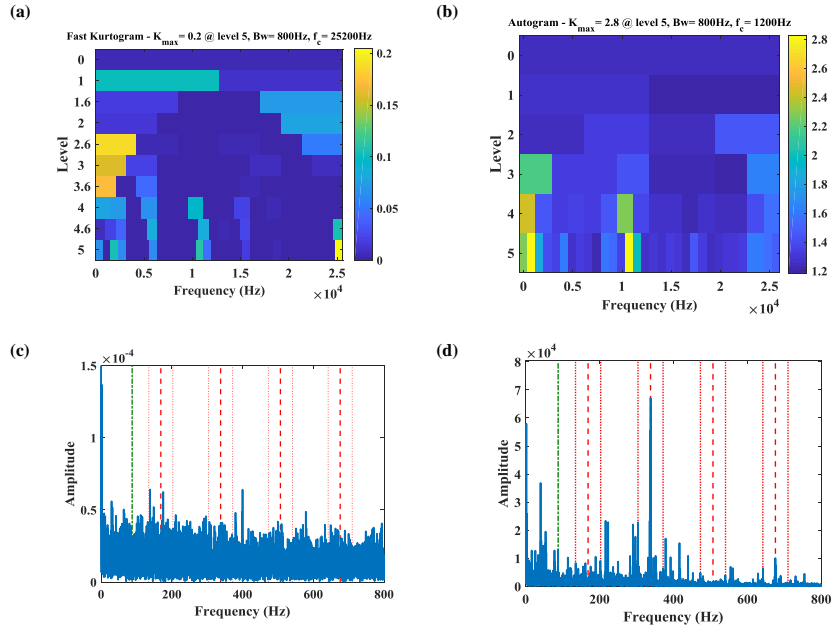 (a)
Fast Kurtogram - K_max = 0.2 @ level 5, Bw= 800Hz, f_c= 25200Hz
Level
0
1
1.6
2
2.6
3
3.6
4
4.6
5
0 0.5 1 1.5 2 2.5
×10^4
Frequency (Hz)
0.2
0.15
0.1
0.05
0
(b)
Autogram - K_max = 2.8 @ level 5, Bw= 800Hz, f_c= 1200Hz
0
1
2
3
4
5
0 0.5 1 1.5 2 2.5
×10^4
Frequency (Hz)
2.8
2.6
2.4
2.2
2
1.8
1.6
1.4
1.2
(c)
×10^-4
Amplitude
1.5
1
0.5
0
0 200 400 600 800
Frequency (Hz)
(d)
×10^4
Amplitude
8
7
6
5
4
3
2
1
0
0 200 400 600 800
Frequency (Hz)